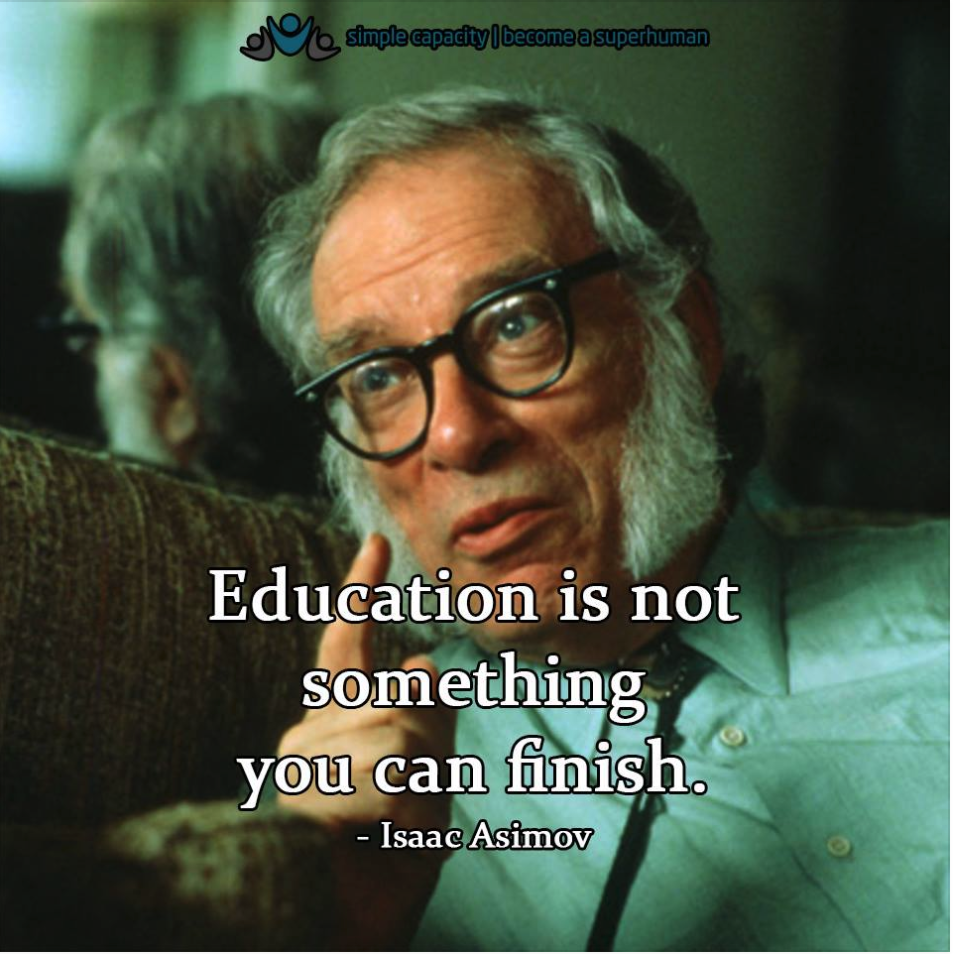 simple capacity | become a superhuman
Education is not
something
you can finish.
- Isaac Asimov